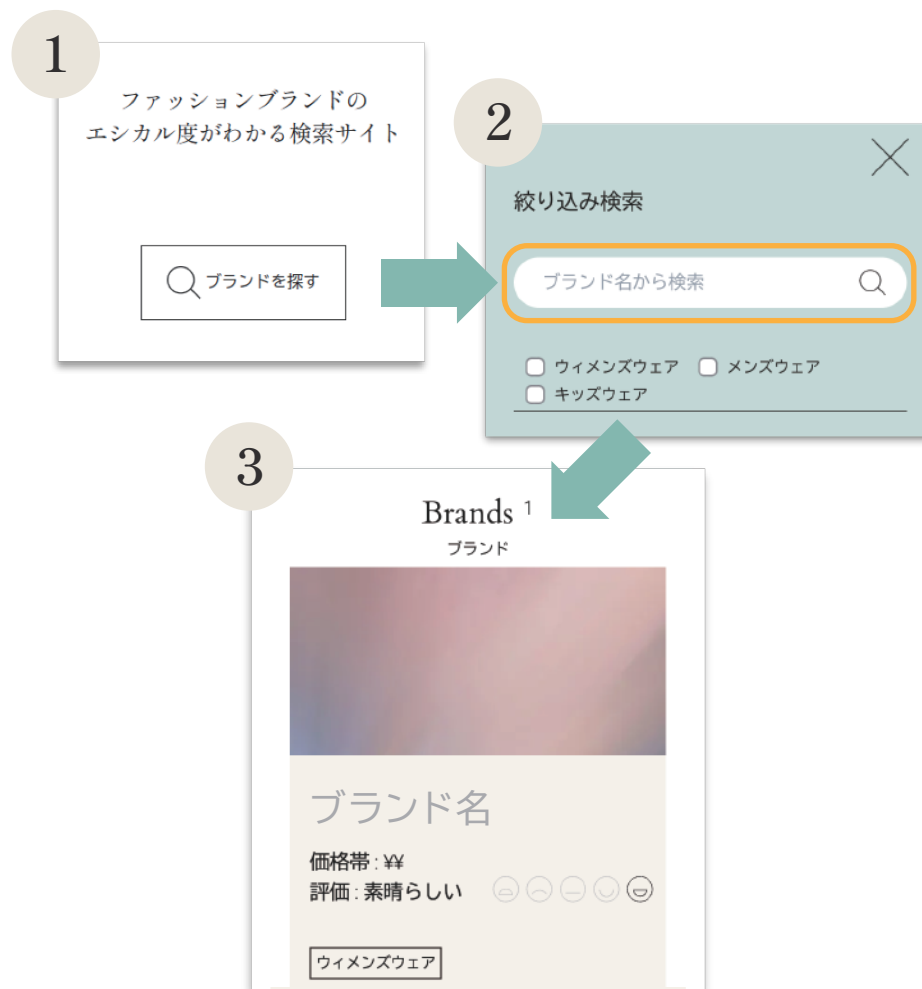 1
ファッションブランドの
エシカル度がわかる検索サイト
ブランドを探す
2
絞り込み検索
ブランド名から検索
ウィメンズウェア メンズウェア
キッズウェア
3
Brands 1
ブランド
ブランド名
価格帯 : ¥¥
評価 : 素晴らしい
ウィメンズウェア